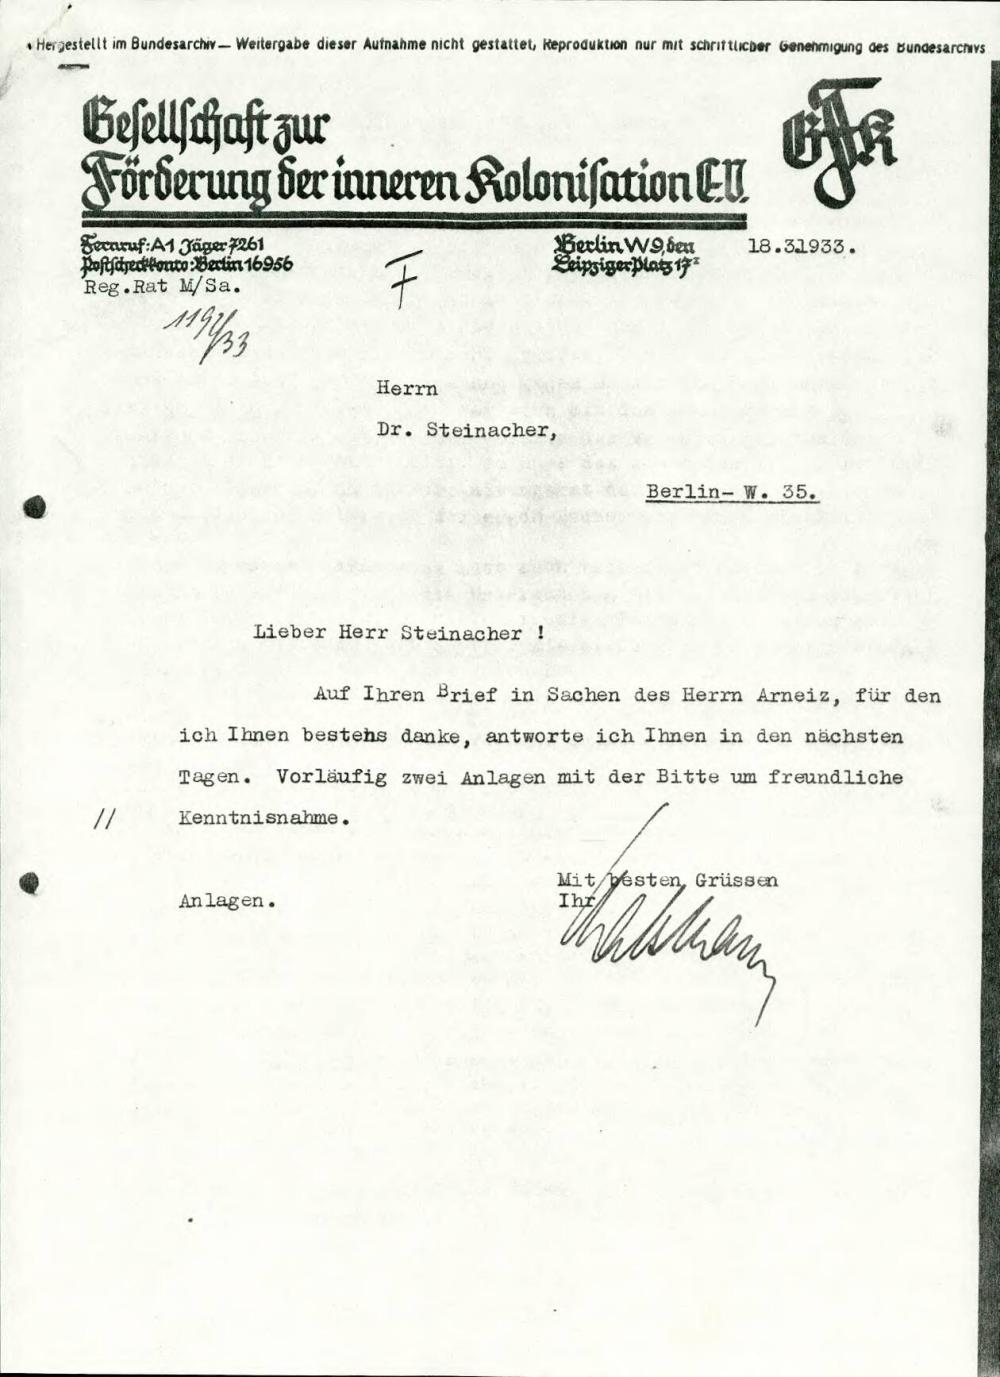 Hergestellt im Bundesarchiv — Weitergabe dieser Aufnahme nicht gestattet, Reproduktion nur mit schriftlicher Genehmigung des Bundesarchivs
Gesellschaft zur
Förderung der inneren Kolonisation E.V.
GFK
Fernruf: A1 Jäger 7261
Postscheckkonto: Berlin 16956
Reg.Rat M/Sa.
Berlin W.9, den 18.31933.
Leipziger Platz 17
F
1192/33
Herrn
Dr. Steinacher,
Berlin- W. 35.
Lieber Herr Steinacher !
Auf Ihren Brief in Sachen des Herrn Arneiz, für den
ich Ihnen bestehs danke, antworte ich Ihnen in den nächsten
Tagen. Vorläufig zwei Anlagen mit der Bitte um freundliche
// Kenntnisnahme.
Mit besten Grüssen
Anlagen. Ihr